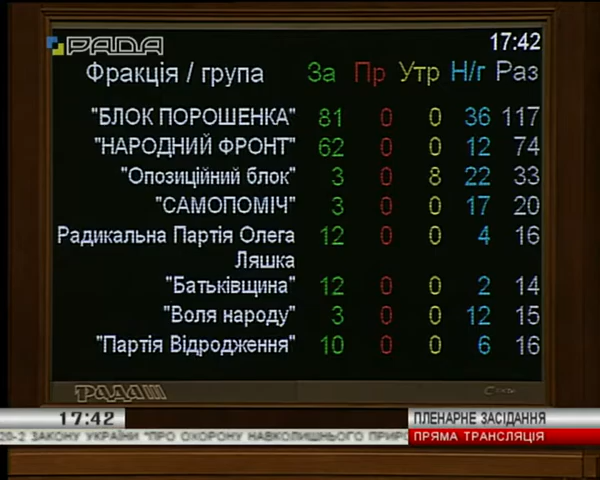 РАДА
17:42
Фракція / група За Пр Утр Н/г Раз
"БЛОК ПОРОШЕНКА" 81 0 0 36 117
"НАРОДНИЙ ФРОНТ" 62 0 0 12 74
"Опозиційний блок" 3 0 8 22 33
"САМОПОМІЧ" 3 0 0 17 20
Радикальна Партія Олега 12 0 0 4 16
Ляшка
"Батьківщина" 12 0 0 2 14
"Воля народу" 3 0 0 12 15
"Партія Відродження" 10 0 0 6 16
РАДА III
17:42
ПЛЕНАРНЕ ЗАСІДАННЯ
20-2 ЗАКОНУ УКРАЇНИ "ПРО ОХОРОНУ НАВКОЛИШНЬОГО ПРИРО
ПРЯМА ТРАНСЛЯЦІЯ